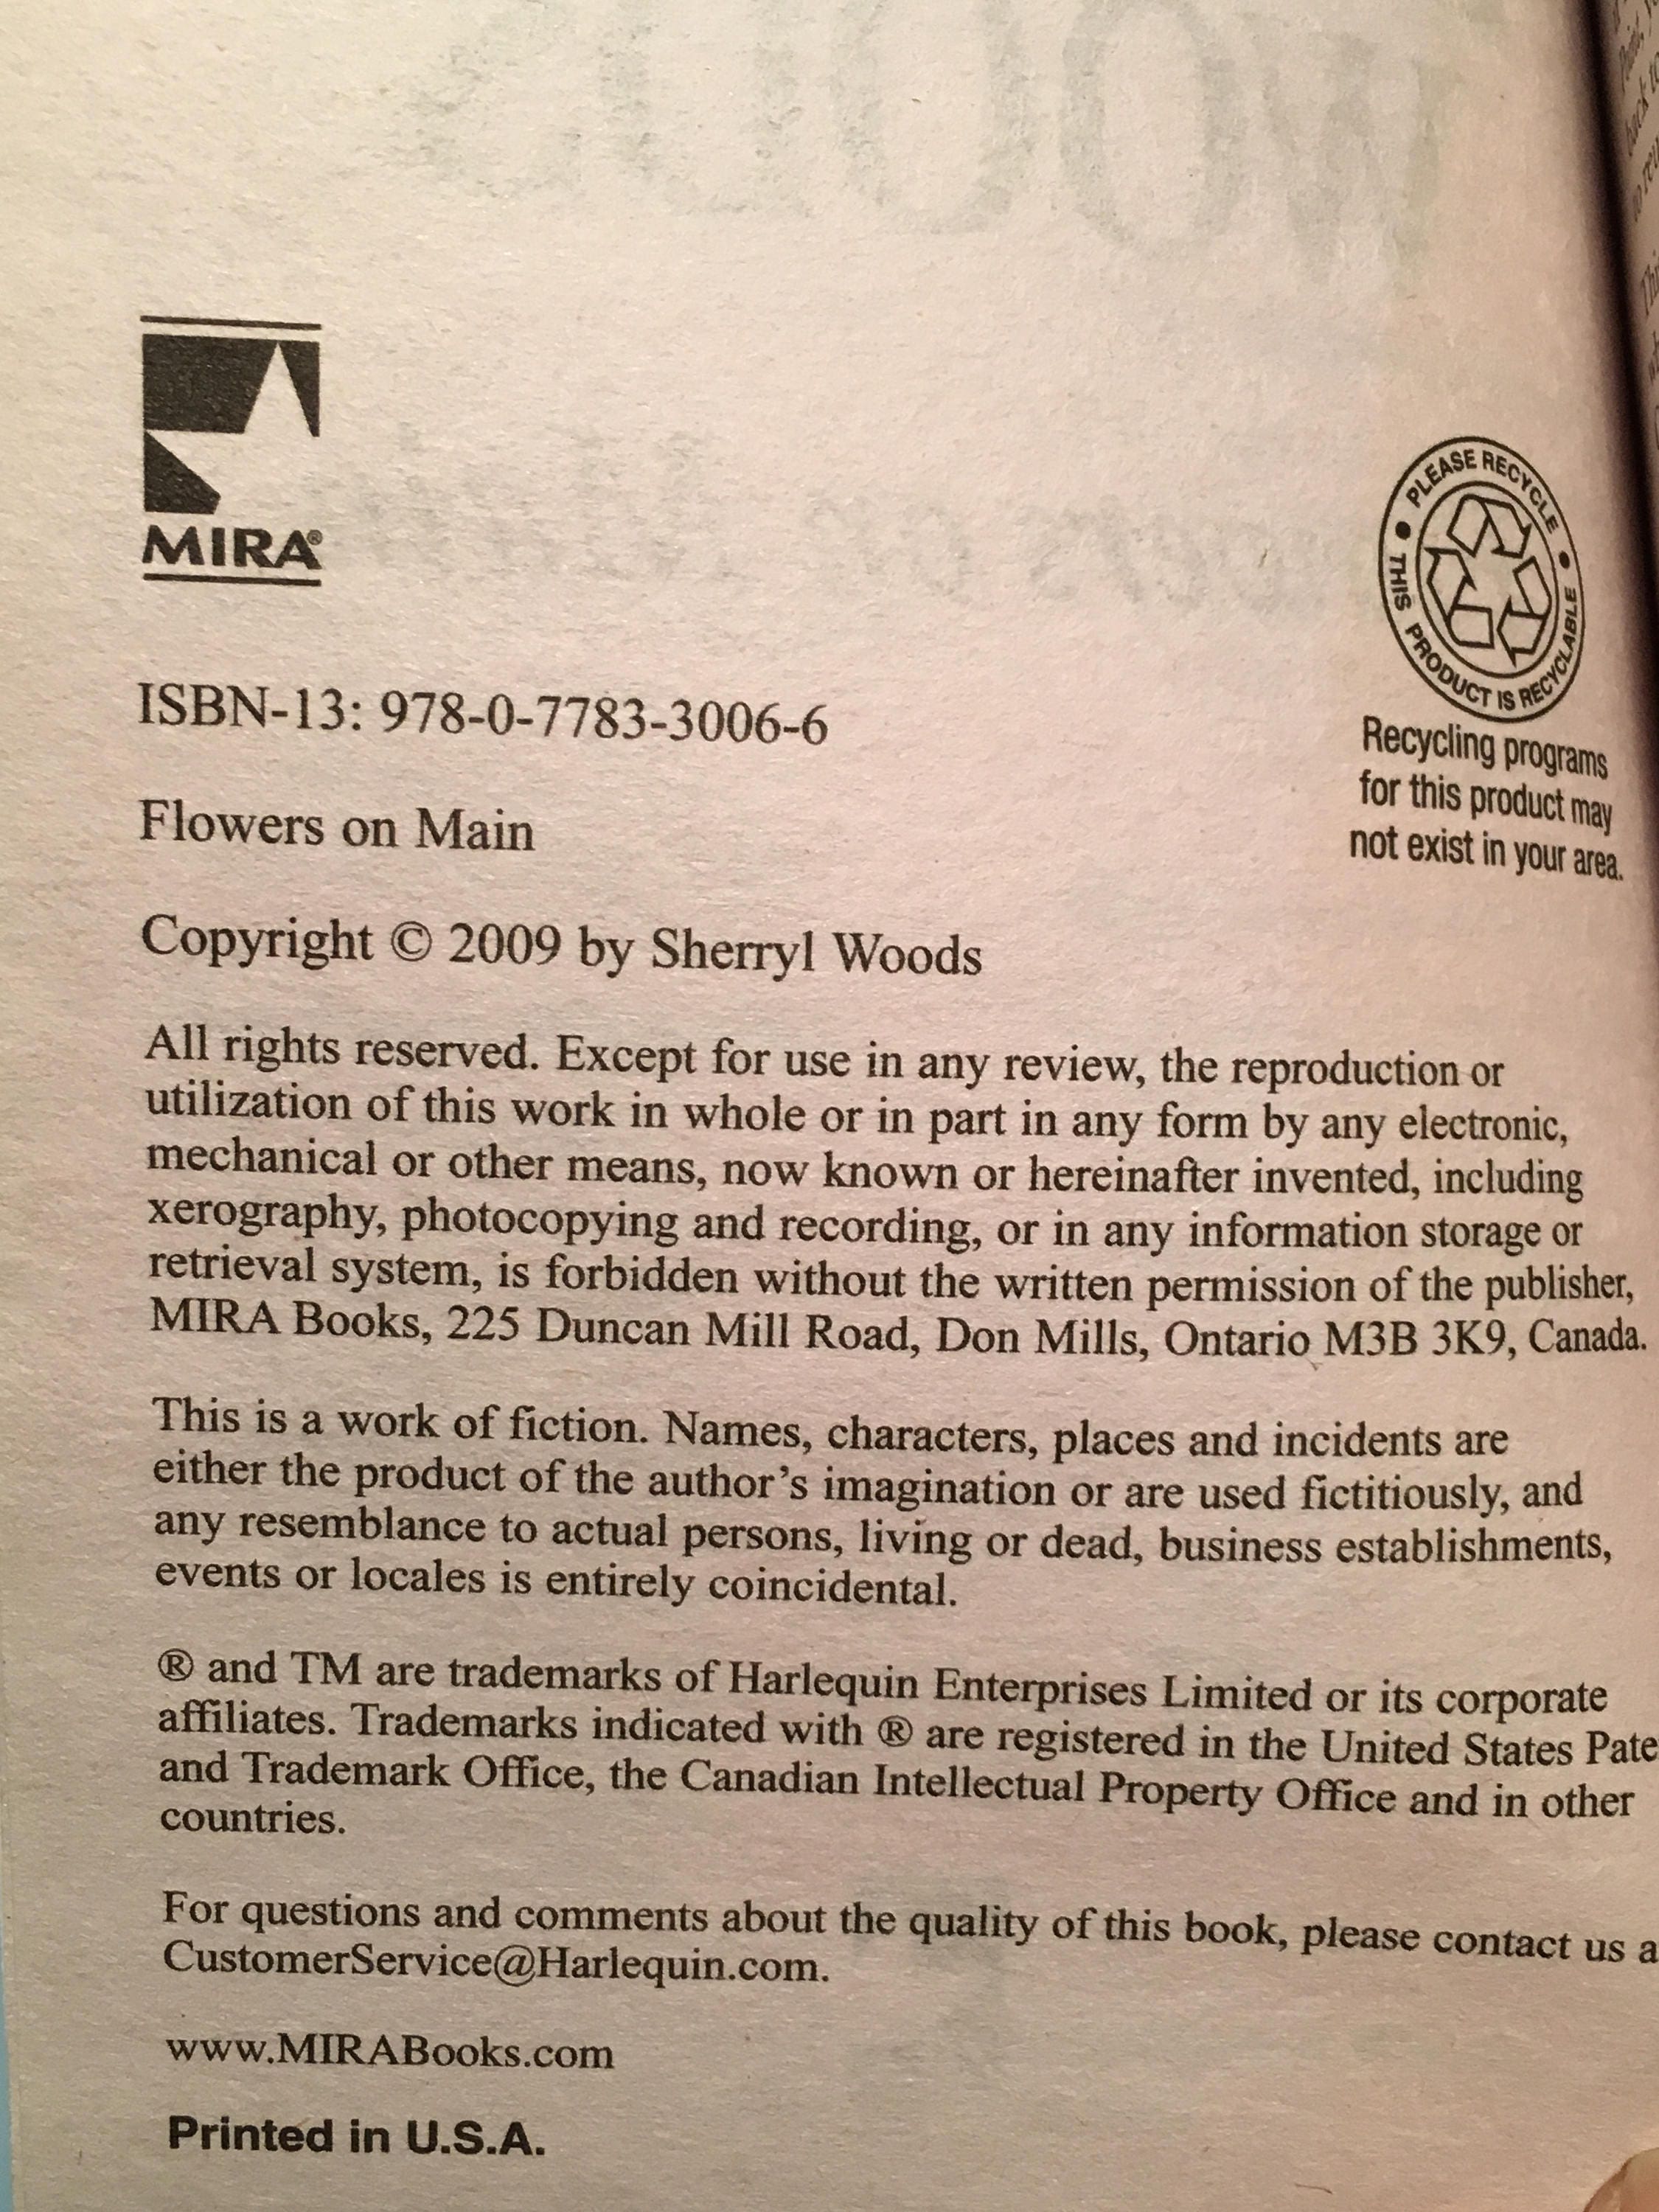 MIRA®
PLEASE RECYCLE
THIS PRODUCT IS RECYCLABLE
Recycling programs
for this product may
not exist in your area.
ISBN-13: 978-0-7783-3006-6
Flowers on Main
Copyright © 2009 by Sherryl Woods
All rights reserved. Except for use in any review, the reproduction or
utilization of this work in whole or in part in any form by any electronic,
mechanical or other means, now known or hereinafter invented, including
xerography, photocopying and recording, or in any information storage or
retrieval system, is forbidden without the written permission of the publisher,
MIRA Books, 225 Duncan Mill Road, Don Mills, Ontario M3B 3K9, Canada.
This is a work of fiction. Names, characters, places and incidents are
either the product of the author's imagination or are used fictitiously, and
any resemblance to actual persons, living or dead, business establishments,
events or locales is entirely coincidental.
® and TM are trademarks of Harlequin Enterprises Limited or its corporate
affiliates. Trademarks indicated with ® are registered in the United States Pate
and Trademark Office, the Canadian Intellectual Property Office and in other
countries.
For questions and comments about the quality of this book, please contact us a
CustomerService@Harlequin.com.
www.MIRABooks.com
Printed in U.S.A.